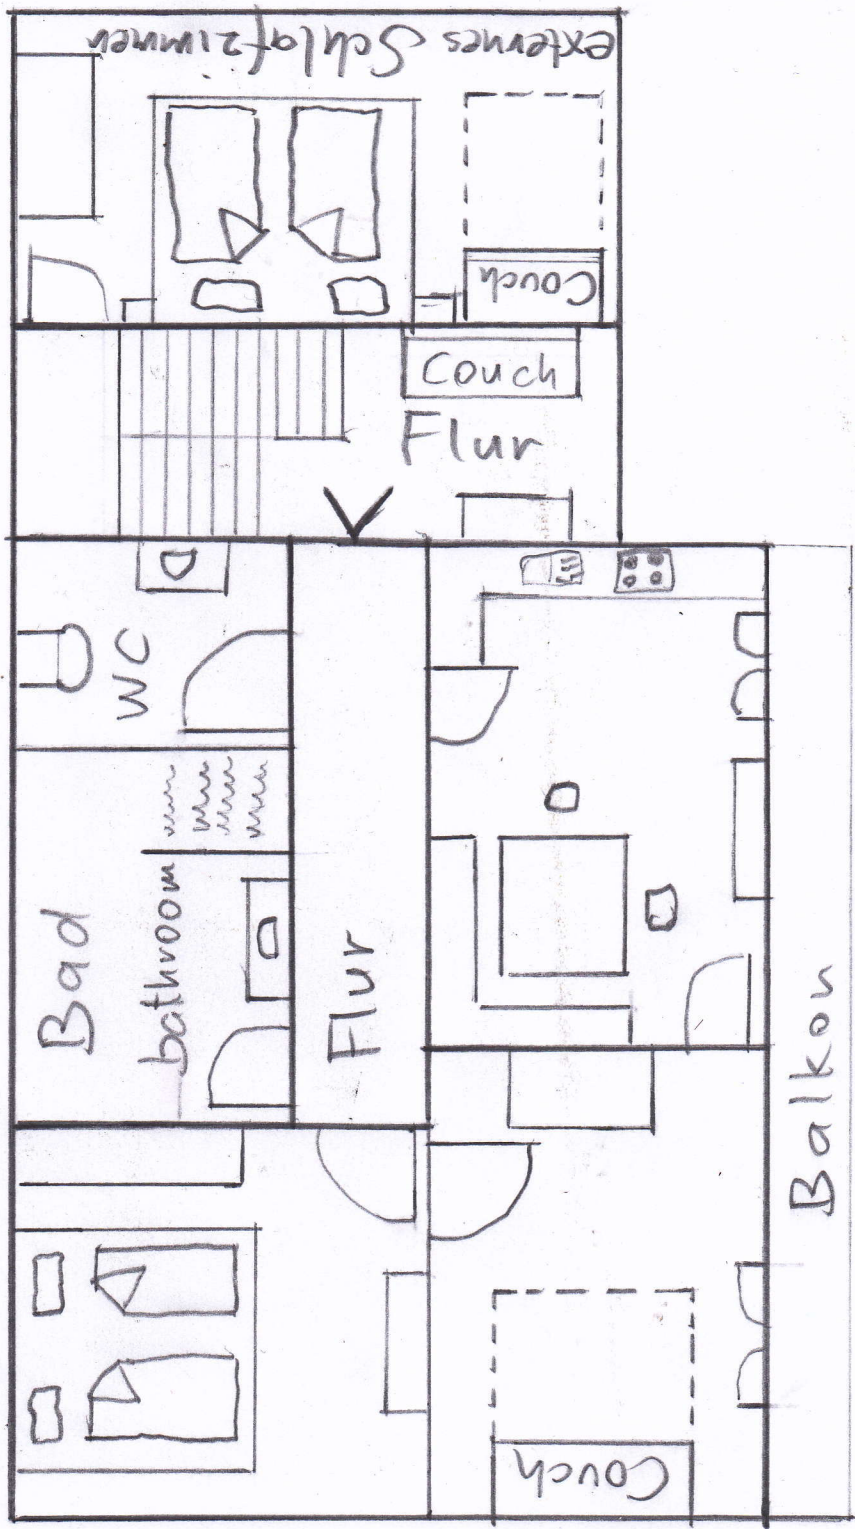 externes Schlafzimmer
Couch
Couch
Flur
WC
Bad
bathroom
Flur
Balkon
Couch